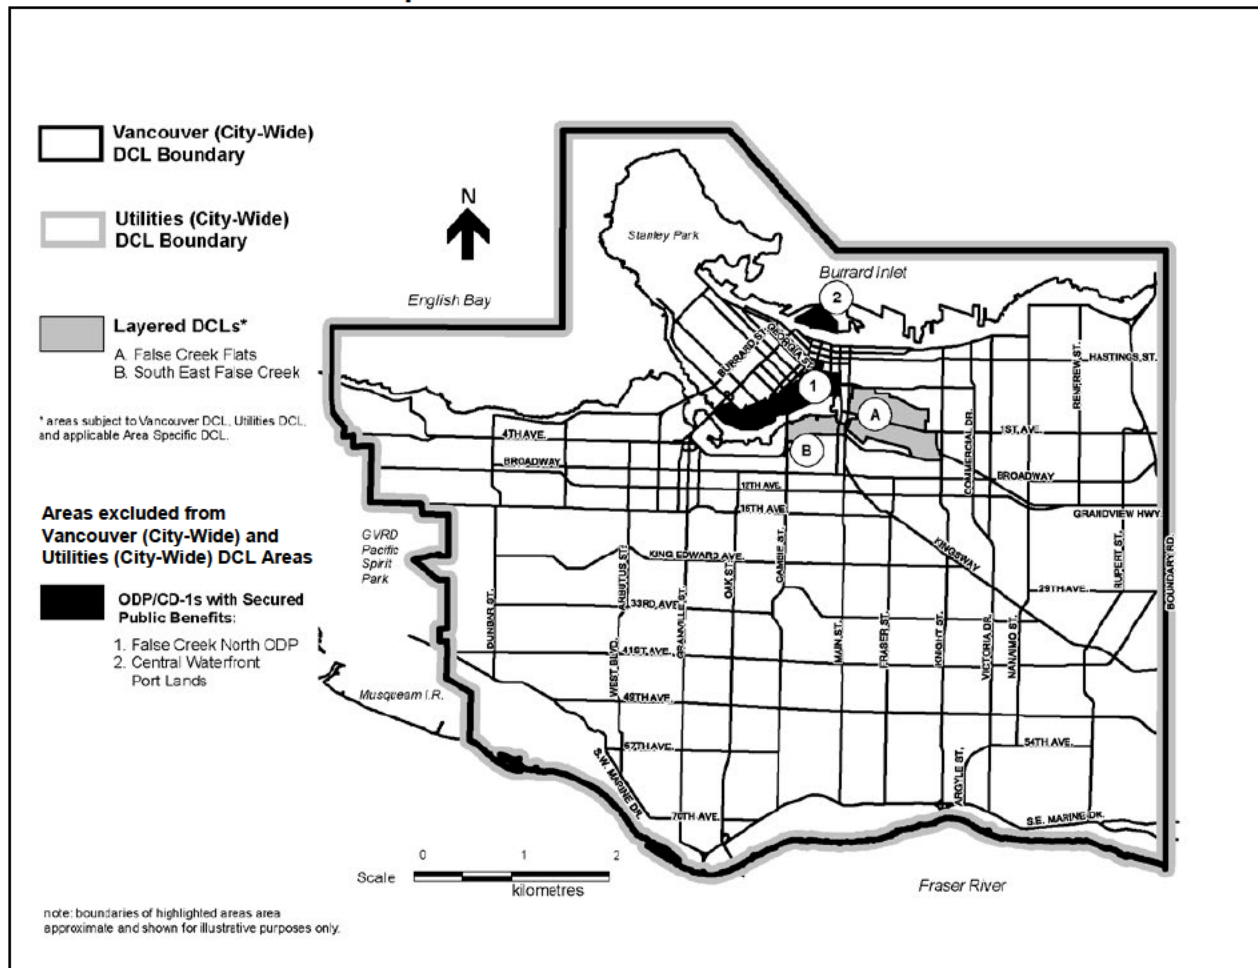 Vancouver (City-Wide)
DCL Boundary
Utilities (City-Wide)
DCL Boundary
Layered DCLs*
A. False Creek Flats
B. South East False Creek
* areas subject to Vancouver DCL, Utilities DCL,
and applicable Area Specific DCL.
Areas excluded from
Vancouver (City-Wide) and
Utilities (City-Wide) DCL Areas
ODP/CD-1s with Secured
Public Benefits:
1. False Creek North ODP
2. Central Waterfront
Port Lands
note: boundaries of highlighted areas area
approximate and shown for illustrative purposes only.
N
English Bay
Stanley Park
Burrard Inlet
2
1
A
B
BURRARD ST.
GEORGIA ST.
HASTINGS ST.
RENFREW ST.
COMMERCIAL DR.
1ST AVE.
4TH AVE.
BROADWAY
BROADWAY
12TH AVE.
16TH AVE.
GRANDVIEW HWY.
GVRD
Pacific
Spirit
Park
KING EDWARD AVE.
KINGSWAY
29TH AVE.
RUPERT ST.
BOUNDARY RD.
DUNBAR ST.
ARBUTUS ST.
GRANVILLE ST.
OAK ST.
CAMBIE ST.
33RD AVE.
41ST AVE.
WEST BLVD.
MAIN ST.
FRASER ST.
KNIGHT ST.
VICTORIA DR.
NANAIMO ST.
Musqueam I.R.
49TH AVE.
57TH AVE.
54TH AVE.
S.W. MARINE DR.
ARGYLE ST.
70TH AVE.
S.E. MARINE DR.
Scale
0 1 2
kilometres
Fraser River